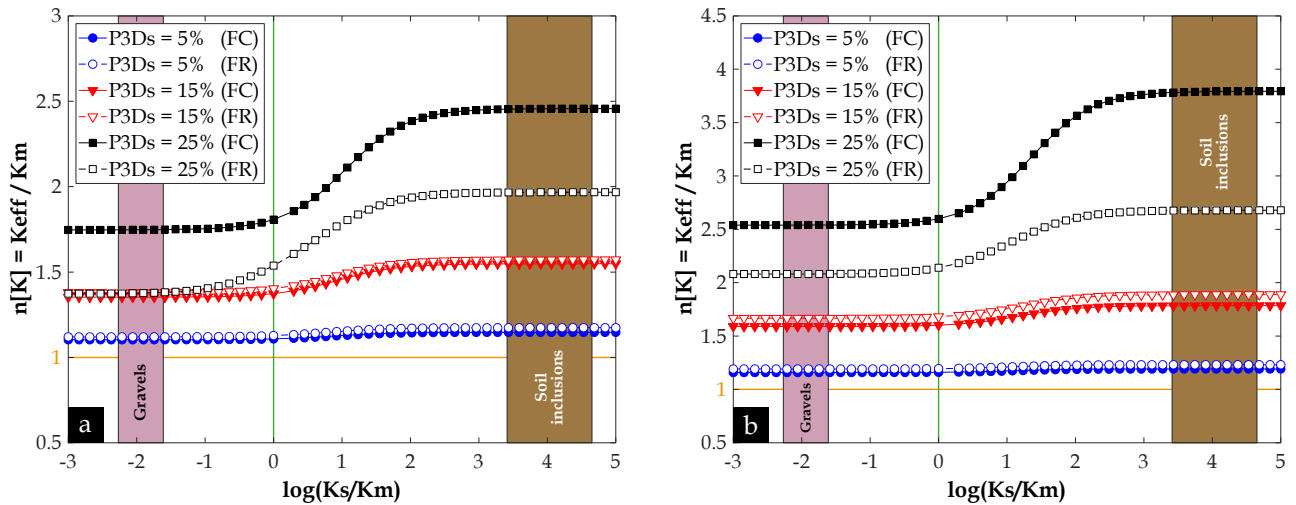 3
2.5
2
1.5
1
0.5
n[K] = Keff / Km
P3Ds = 5% (FC)
P3Ds = 5% (FR)
P3Ds = 15% (FC)
P3Ds = 15% (FR)
P3Ds = 25% (FC)
P3Ds = 25% (FR)
Gravels
Soil
inclusions
a
-3 -2 -1 0 1 2 3 4 5
log(Ks/Km)
4.5
4
3.5
3
2.5
2
1.5
1
0.5
n[K] = Keff / Km
P3Ds = 5% (FC)
P3Ds = 5% (FR)
P3Ds = 15% (FC)
P3Ds = 15% (FR)
P3Ds = 25% (FC)
P3Ds = 25% (FR)
Soil
inclusions
Gravels
b
-3 -2 -1 0 1 2 3 4 5
log(Ks/Km)